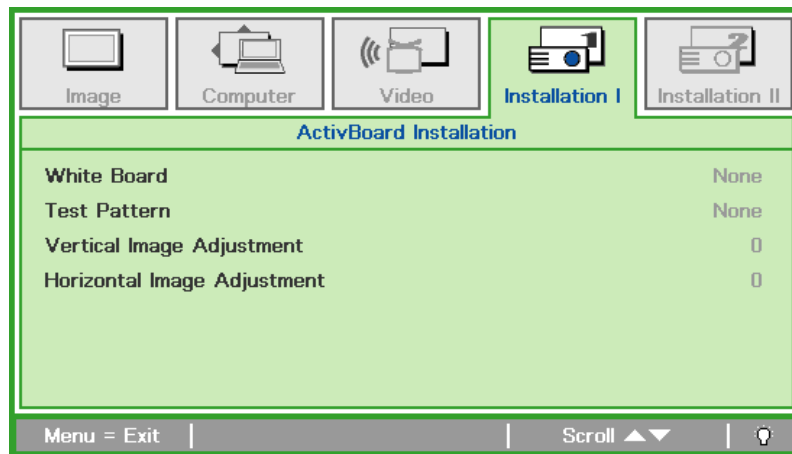 Image Computer Video Installation I Installation II
ActivBoard Installation
White Board None
Test Pattern None
Vertical Image Adjustment 0
Horizontal Image Adjustment 0
Menu = Exit Scroll ▲▼